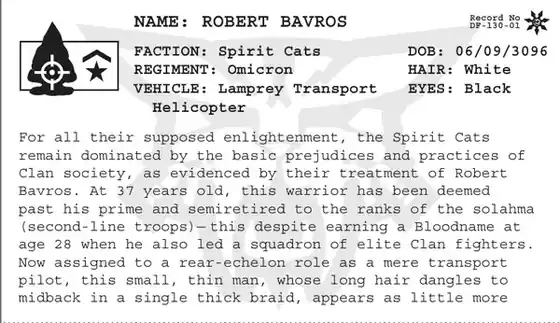 NAME: ROBERT BAVROS
Record No
DF-130-01
FACTION: Spirit Cats
DOB: 06/09/3096
REGIMENT: Omicron
HAIR: White
VEHICLE: Lamprey Transport
Helicopter
EYES: Black
For all their supposed enlightenment, the Spirit Cats
remain dominated by the basic prejudices and practices of
Clan society, as evidenced by their treatment of Robert
Bavros. At 37 years old, this warrior has been deemed
past his prime and semiretired to the ranks of the solahma
(second-line troops)—this despite earning a Bloodname at
age 28 when he also led a squadron of elite Clan fighters.
Now assigned to a rear-echelon role as a mere transport
pilot, this small, thin man, whose long hair dangles to
midback in a single thick braid, appears as little more